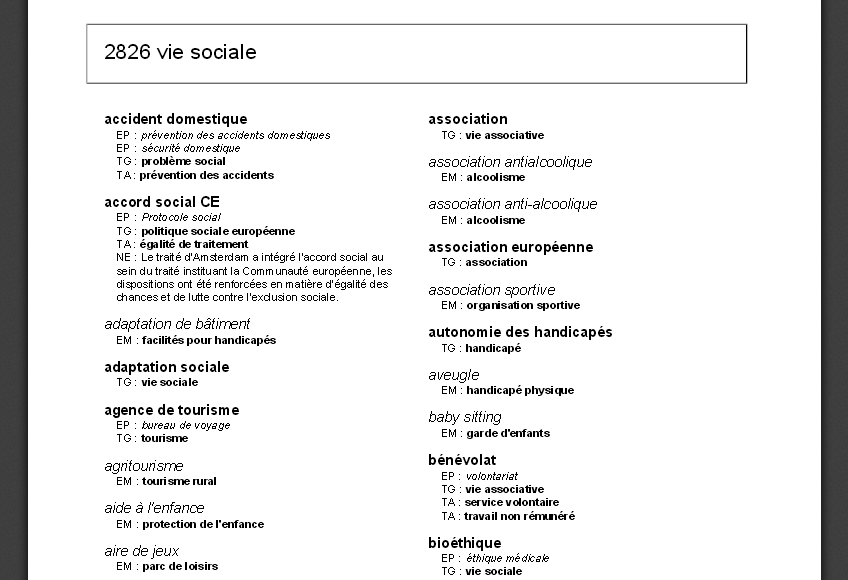 2826 vie sociale
accident domestique
EP : prévention des accidents domestiques
EP : sécurité domestique
TG : problème social
TA : prévention des accidents
accord social CE
EP : Protocole social
TG : politique sociale européenne
TA : égalité de traitement
NE : Le traité d'Amsterdam a intégré l'accord social au
sein du traité instituant la Communauté européenne, les
dispositions ont été renforcées en matière d'égalité des
chances et de lutte contre l'exclusion sociale.
adaptation de bâtiment
EM : facilités pour handicapés
adaptation sociale
TG : vie sociale
agence de tourisme
EP : bureau de voyage
TG : tourisme
agritourisme
EM : tourisme rural
aide à l'enfance
EM : protection de l'enfance
aire de jeux
EM : parc de loisirs
association
TG : vie associative
association antialcoolique
EM : alcoolisme
association anti-alcoolique
EM : alcoolisme
association européenne
TG : association
association sportive
EM : organisation sportive
autonomie des handicapés
TG : handicapé
aveugle
EM : handicapé physique
baby sitting
EM : garde d'enfants
bénévolat
EP : volontariat
TG : vie associative
TA : service volontaire
TA : travail non rémunéré
bioéthique
EP : éthique médicale
TG : vie sociale